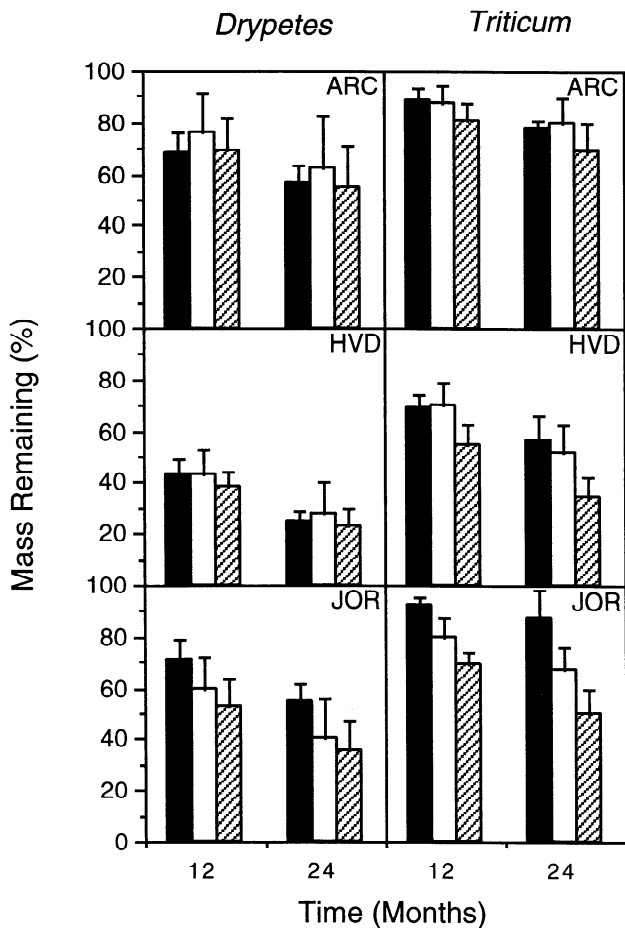 Drypetes Triticum
100 ARC ARC
80
60
40
20
100 HVD HVD
80
60
40
20
100 JOR JOR
80
60
40
20
0
12 24 12 24
Mass Remaining (%)
Time (Months)